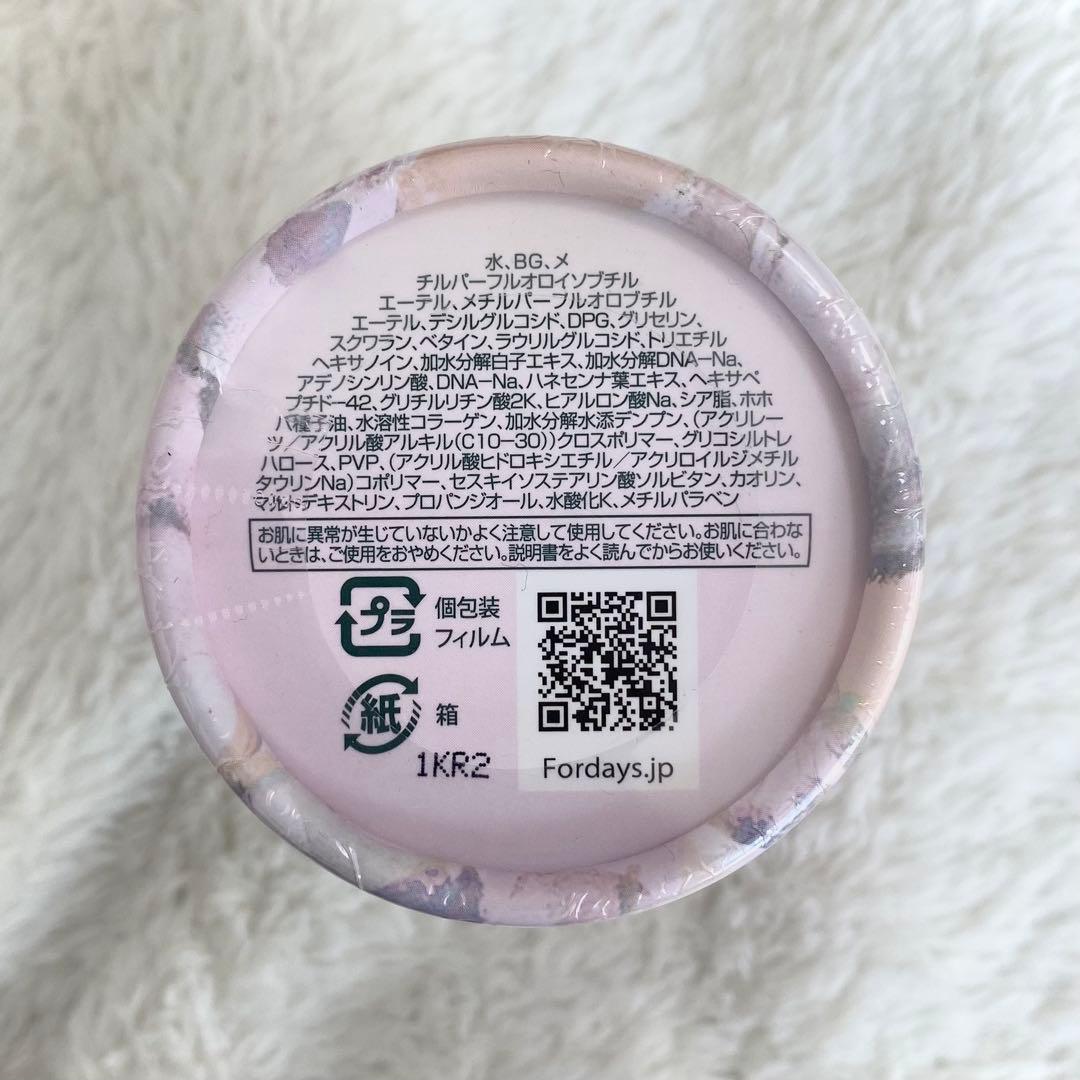 水、BG、メ
チルパーフルオロイソブチル
エーテル、メチルパーフルオロブチル
エーテル、デシルグルコシド、DPG、グリセリン、
スクワラン、ベタイン、ラウリルグルコシド、トリエチル
ヘキサノイン、加水分解白子エキス、加水分解DNA-Na、
アデノシンリン酸、DNA-Na、ハネセンナ葉エキス、ヘキサペ
プチド-42、グリチルリチン酸2K、ヒアルロン酸Na、シア脂、ホホ
バ種子油、水溶性コラーゲン、加水分解水添デンプン、(アクリレー
ツ/アクリル酸アルキル(C10-30))クロスポリマー、グリコシルトレ
ハロース、PVP、(アクリル酸ヒドロキシエチル/アクリロイルジメチル
タウリンNa)コポリマー、セスキイソステアリン酸ソルビタン、カオリン、
マルトデキストリン、プロパンジオール、水酸化K、メチルパラベン
お肌に異常が生じていないかよく注意して使用してください。お肌に合わな
いときは、ご使用をおやめください。説明書をよく読んでからお使いください。
プラ
個包装
フィルム
紙
箱
1KR2
Fordays.jp